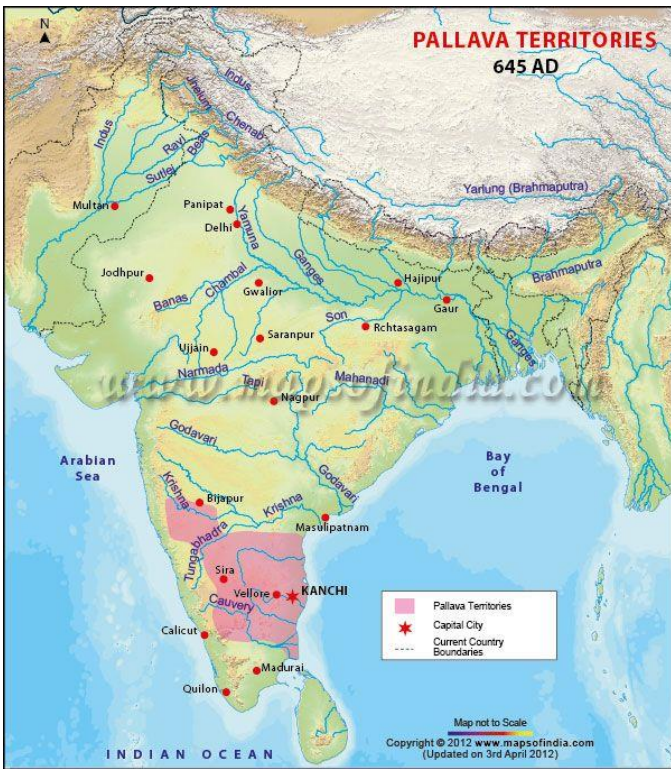 N
PALLAVA TERRITORIES
645 AD
Indus
Jhelum
Indus
Chenab
Ravi
Beas
Sutlej
Multan
Panipat
Delhi
Yamuna
Yarlung (Brahmaputra)
Jodhpur
Banas
Chambal
Gwalior
Ganges
Hajipur
Brahmaputra
Gaur
Son
Rchtasagam
Ganges
Saranpur
Ujjain
Narmada
Tapi
Mahanadi
www.mapsofindia.com
Nagpur
Godavari
Arabian
Sea
Bay
of
Bengal
Godavari
Krishna
Bijapur
Krishna
Masulipatnam
Tungabhadra
Sira
Vellore
KANCHI
Cauvery
Calicut
Madurai
Quilon
Pallava Territories
Capital City
Current Country
Boundaries
Map not to Scale
Copyright © 2012 www.mapsofindia.com
(Updated on 3rd April 2012)
INDIAN OCEAN